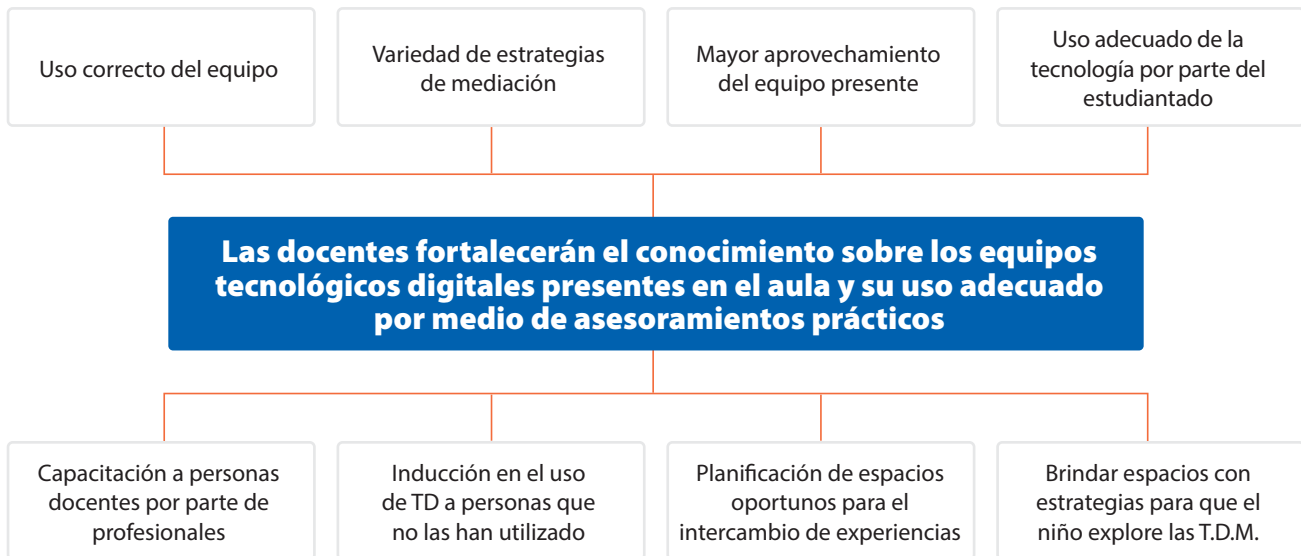 Uso correcto del equipo
Variedad de estrategias
de mediación
Mayor aprovechamiento
del equipo presente
Uso adecuado de la
tecnología por parte del
estudiantado
Las docentes fortalecerán el conocimiento sobre los equipos
tecnológicos digitales presentes en el aula y su uso adecuado
por medio de asesoramientos prácticos
Capacitación a personas
docentes por parte de
profesionales
Inducción en el uso
de TD a personas que
no las han utilizado
Planificación de espacios
oportunos para el
intercambio de experiencias
Brindar espacios con
estrategias para que el
niño explore las T.D.M.